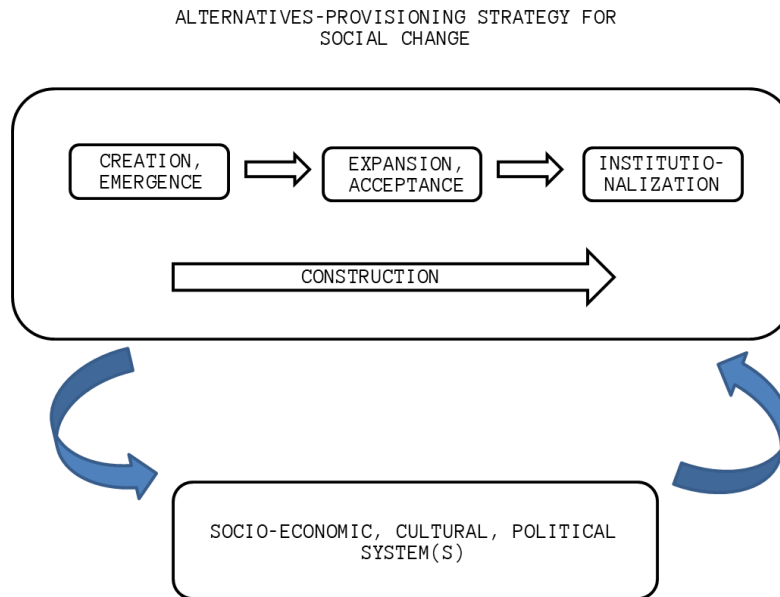 ALTERNATIVES-PROVISIONING STRATEGY FOR
SOCIAL CHANGE
CREATION,
EMERGENCE
EXPANSION,
ACCEPTANCE
INSTITUTIO-
NALIZATION
CONSTRUCTION
SOCIO-ECONOMIC, CULTURAL, POLITICAL
SYSTEM(S)